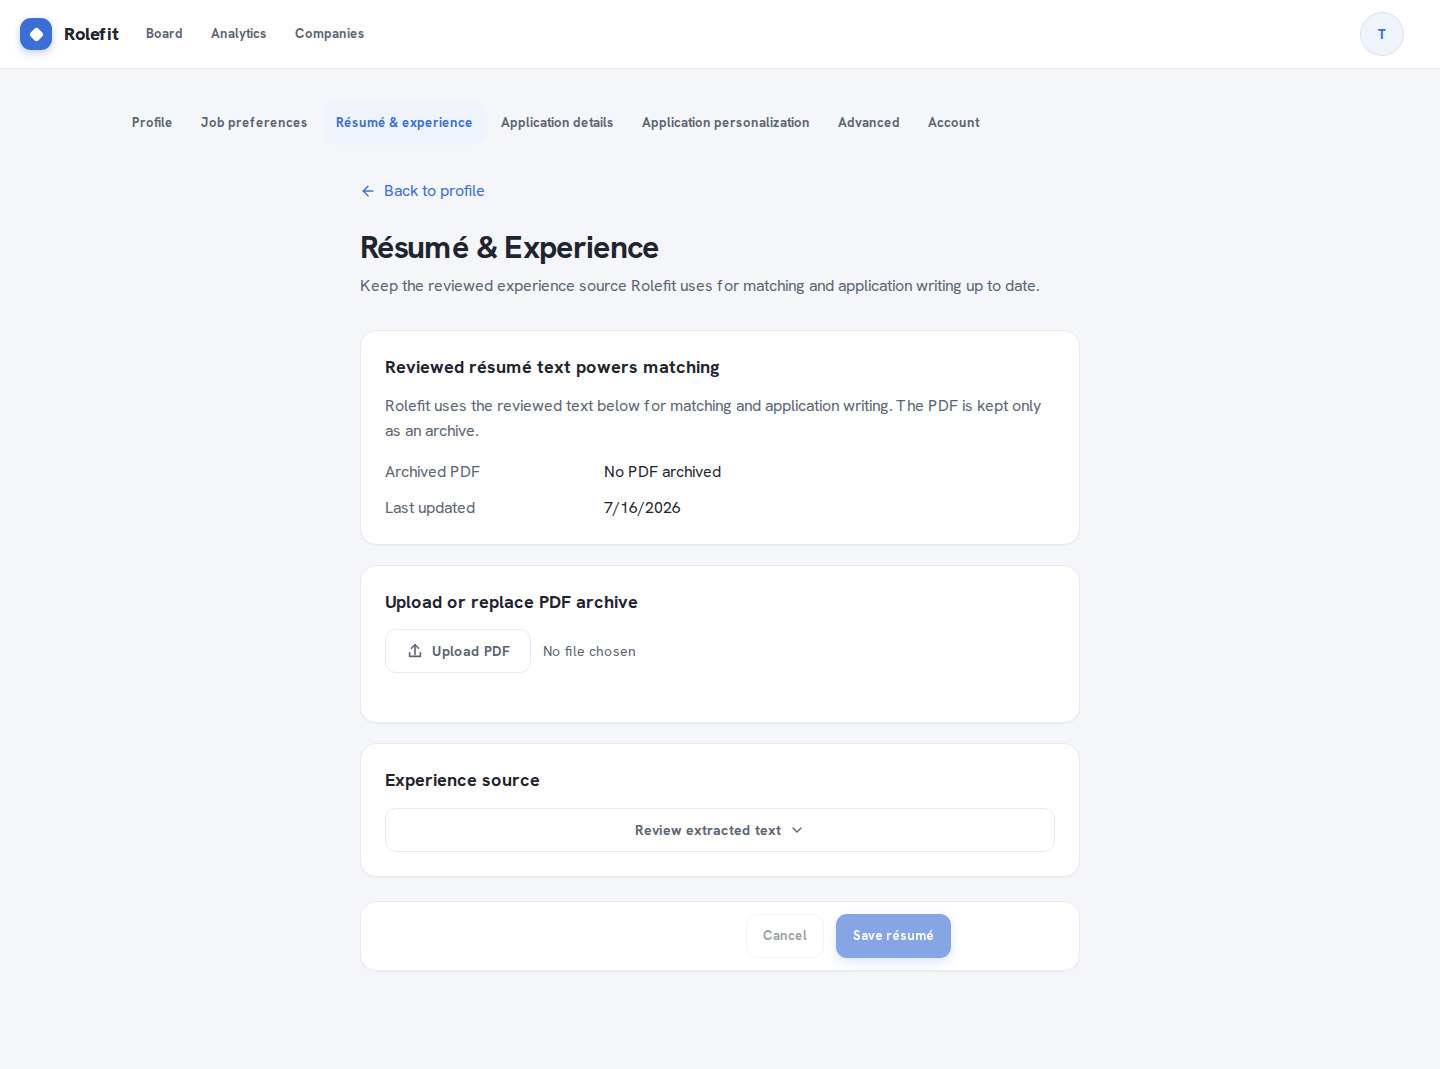 Rolefit
Board
Analytics
Companies
T
Profile
Job preferences
Résumé & experience
Application details
Application personalization
Advanced
Account
Back to profile
Résumé & Experience
Keep the reviewed experience source Rolefit uses for matching and application writing up to date.
Reviewed résumé text powers matching
Rolefit uses the reviewed text below for matching and application writing. The PDF is kept only
as an archive.
Archived PDF
No PDF archived
Last updated
7/16/2026
Upload or replace PDF archive
Upload PDF
No file chosen
Experience source
Review extracted text
Cancel
Save résumé